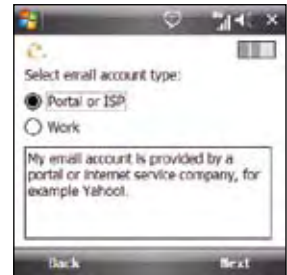 Select email account type:
Portal or ISP
Work
My email account is provided by a
portal or internet service company, for
example Yahoo!.
Back
Next